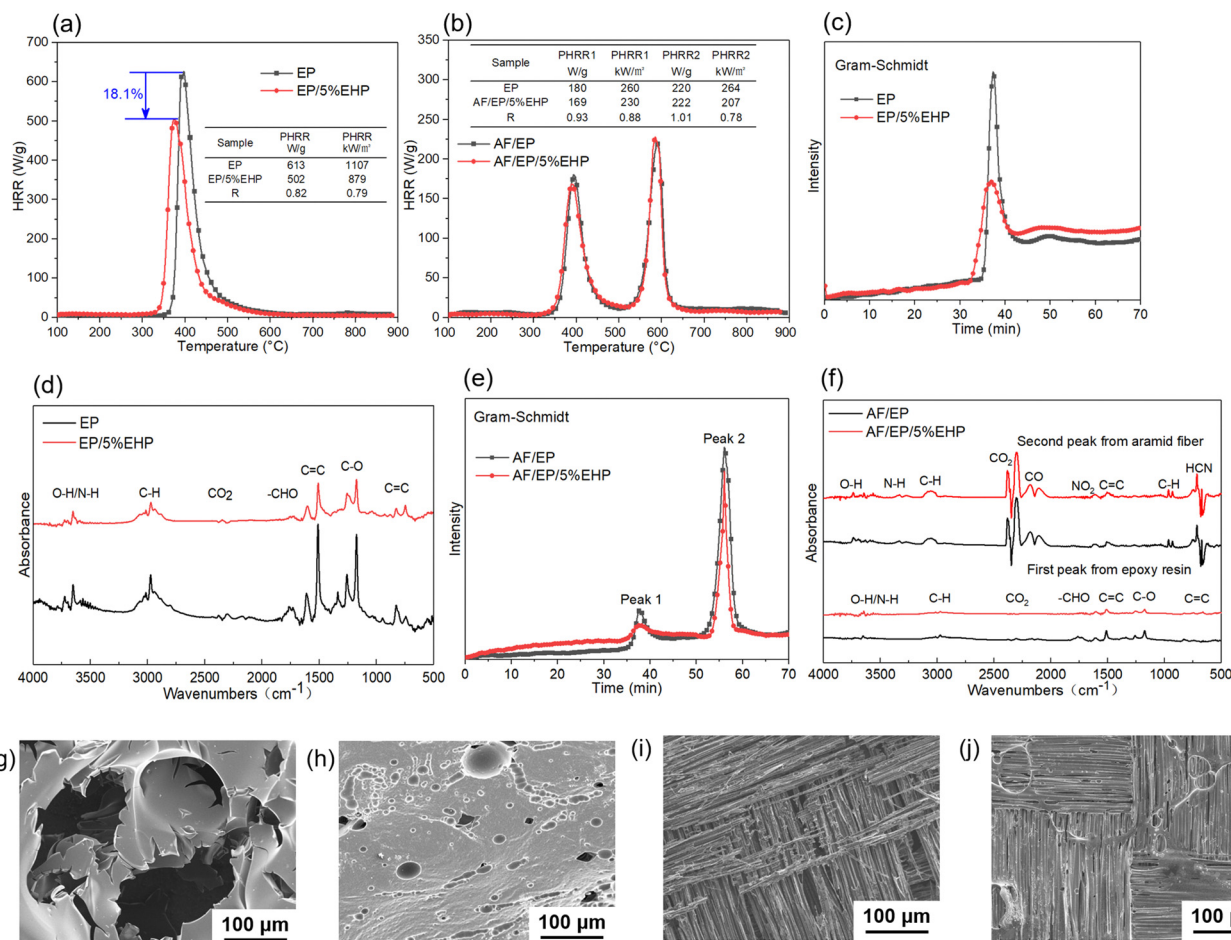 (a)
700
600
500
400
300
200
100
0
HRR (W/g)
18.1%
EP
EP/5%EHP
Sample PHRR W/g PHRR kW/m²
EP 613 1107
EP/5%EHP 502 879
R 0.82 0.79
100 200 300 400 500 600 700 800 900
Temperature (°C)
(b)
350
300
250
200
150
100
50
0
HRR (W/g)
Sample PHRR1 W/g PHRR1 kW/m² PHRR2 W/g PHRR2 kW/m²
EP 180 260 220 264
AF/EP/5%EHP 169 230 222 207
R 0.93 0.88 1.01 0.78
AF/EP
AF/EP/5%EHP
100 200 300 400 500 600 700 800 900
Temperature (°C)
(c)
Gram-Schmidt
EP
EP/5%EHP
Intensity
0 10 20 30 40 50 60 70
Time (min)
(d)
EP
EP/5%EHP
O-H/N-H
C-H
CO2
-CHO
C=C
C-O
C=C
Absorbance
4000 3500 3000 2500 2000 1500 1000 500
Wavenumbers (cm-1)
(e)
Gram-Schmidt
AF/EP
AF/EP/5%EHP
Peak 1
Peak 2
Intensity
0 10 20 30 40 50 60 70
Time (min)
(f)
AF/EP
AF/EP/5%EHP
Second peak from aramid fiber
O-H
N-H
C-H
CO2
CO
NO2
C=C
C-H
HCN
First peak from epoxy resin
O-H/N-H
C-H
CO2
-CHO
C=C
C-O
C=C
Absorbance
4000 3500 3000 2500 2000 1500 1000 500
Wavenumbers (cm-1)
g)
100 µm
(h)
100 µm
(i)
100 µm
(j)
100 µ